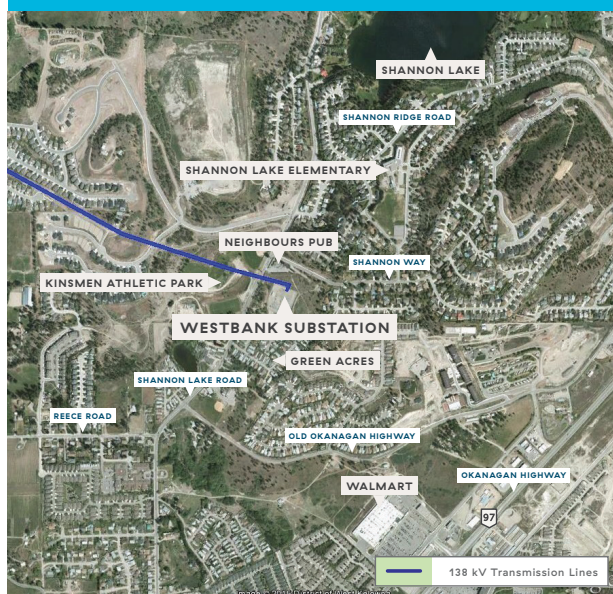 SHANNON LAKE
SHANNON RIDGE ROAD
SHANNON LAKE ELEMENTARY
NEIGHBOURS PUB
SHANNON WAY
KINSMEN ATHLETIC PARK
WESTBANK SUBSTATION
GREEN ACRES
SHANNON LAKE ROAD
REECE ROAD
OLD OKANAGAN HIGHWAY
OKANAGAN HIGHWAY
WALMART
97
138 kV Transmission Lines